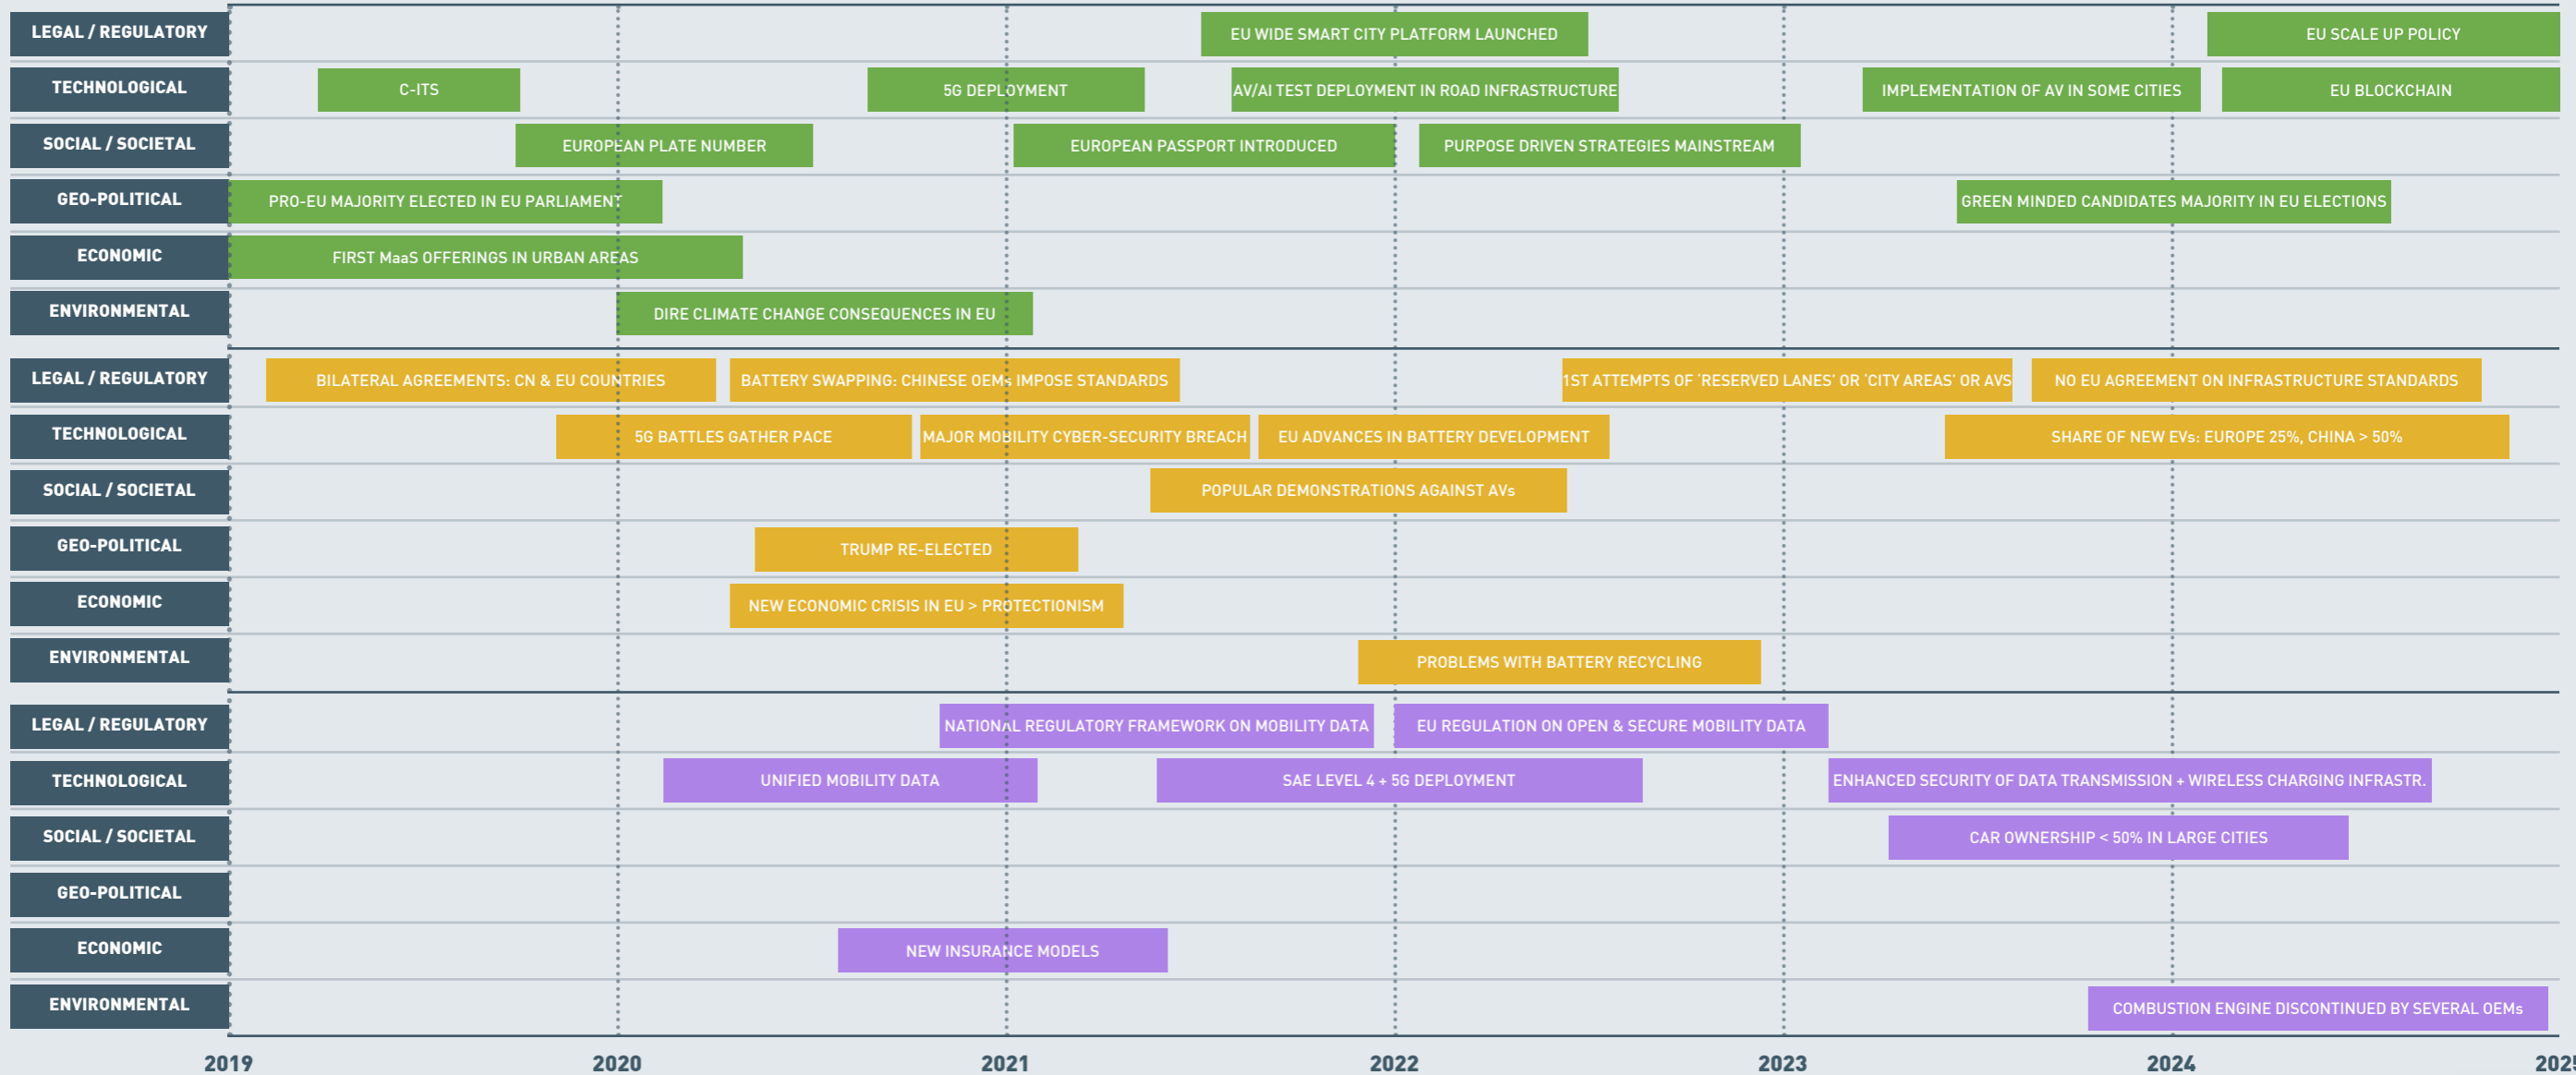 LEGAL / REGULATORY
EU WIDE SMART CITY PLATFORM LAUNCHED
EU SCALE UP POLICY
TECHNOLOGICAL
C-ITS
5G DEPLOYMENT
AV/AI TEST DEPLOYMENT IN ROAD INFRASTRUCTURE
IMPLEMENTATION OF AV IN SOME CITIES
EU BLOCKCHAIN
SOCIAL / SOCIETAL
EUROPEAN PLATE NUMBER
EUROPEAN PASSPORT INTRODUCED
PURPOSE DRIVEN STRATEGIES MAINSTREAM
GEO-POLITICAL
PRO-EU MAJORITY ELECTED IN EU PARLIAMENT
GREEN MINDED CANDIDATES MAJORITY IN EU ELECTIONS
ECONOMIC
FIRST MaaS OFFERINGS IN URBAN AREAS
ENVIRONMENTAL
DIRE CLIMATE CHANGE CONSEQUENCES IN EU
LEGAL / REGULATORY
BILATERAL AGREEMENTS: CN & EU COUNTRIES
BATTERY SWAPPING: CHINESE OEMs IMPOSE STANDARDS
1ST ATTEMPTS OF ‘RESERVED LANES’ OR ‘CITY AREAS’ OR AVS
NO EU AGREEMENT ON INFRASTRUCTURE STANDARDS
TECHNOLOGICAL
5G BATTLES GATHER PACE
MAJOR MOBILITY CYBER-SECURITY BREACH
EU ADVANCES IN BATTERY DEVELOPMENT
SHARE OF NEW EVs: EUROPE 25%, CHINA > 50%
SOCIAL / SOCIETAL
POPULAR DEMONSTRATIONS AGAINST AVs
GEO-POLITICAL
TRUMP RE-ELECTED
ECONOMIC
NEW ECONOMIC CRISIS IN EU > PROTECTIONISM
ENVIRONMENTAL
PROBLEMS WITH BATTERY RECYCLING
LEGAL / REGULATORY
NATIONAL REGULATORY FRAMEWORK ON MOBILITY DATA
EU REGULATION ON OPEN & SECURE MOBILITY DATA
TECHNOLOGICAL
UNIFIED MOBILITY DATA
SAE LEVEL 4 + 5G DEPLOYMENT
ENHANCED SECURITY OF DATA TRANSMISSION + WIRELESS CHARGING INFRASTR.
SOCIAL / SOCIETAL
CAR OWNERSHIP < 50% IN LARGE CITIES
GEO-POLITICAL
ECONOMIC
NEW INSURANCE MODELS
ENVIRONMENTAL
COMBUSTION ENGINE DISCONTINUED BY SEVERAL OEMs
2019 2020 2021 2022 2023 2024 2025